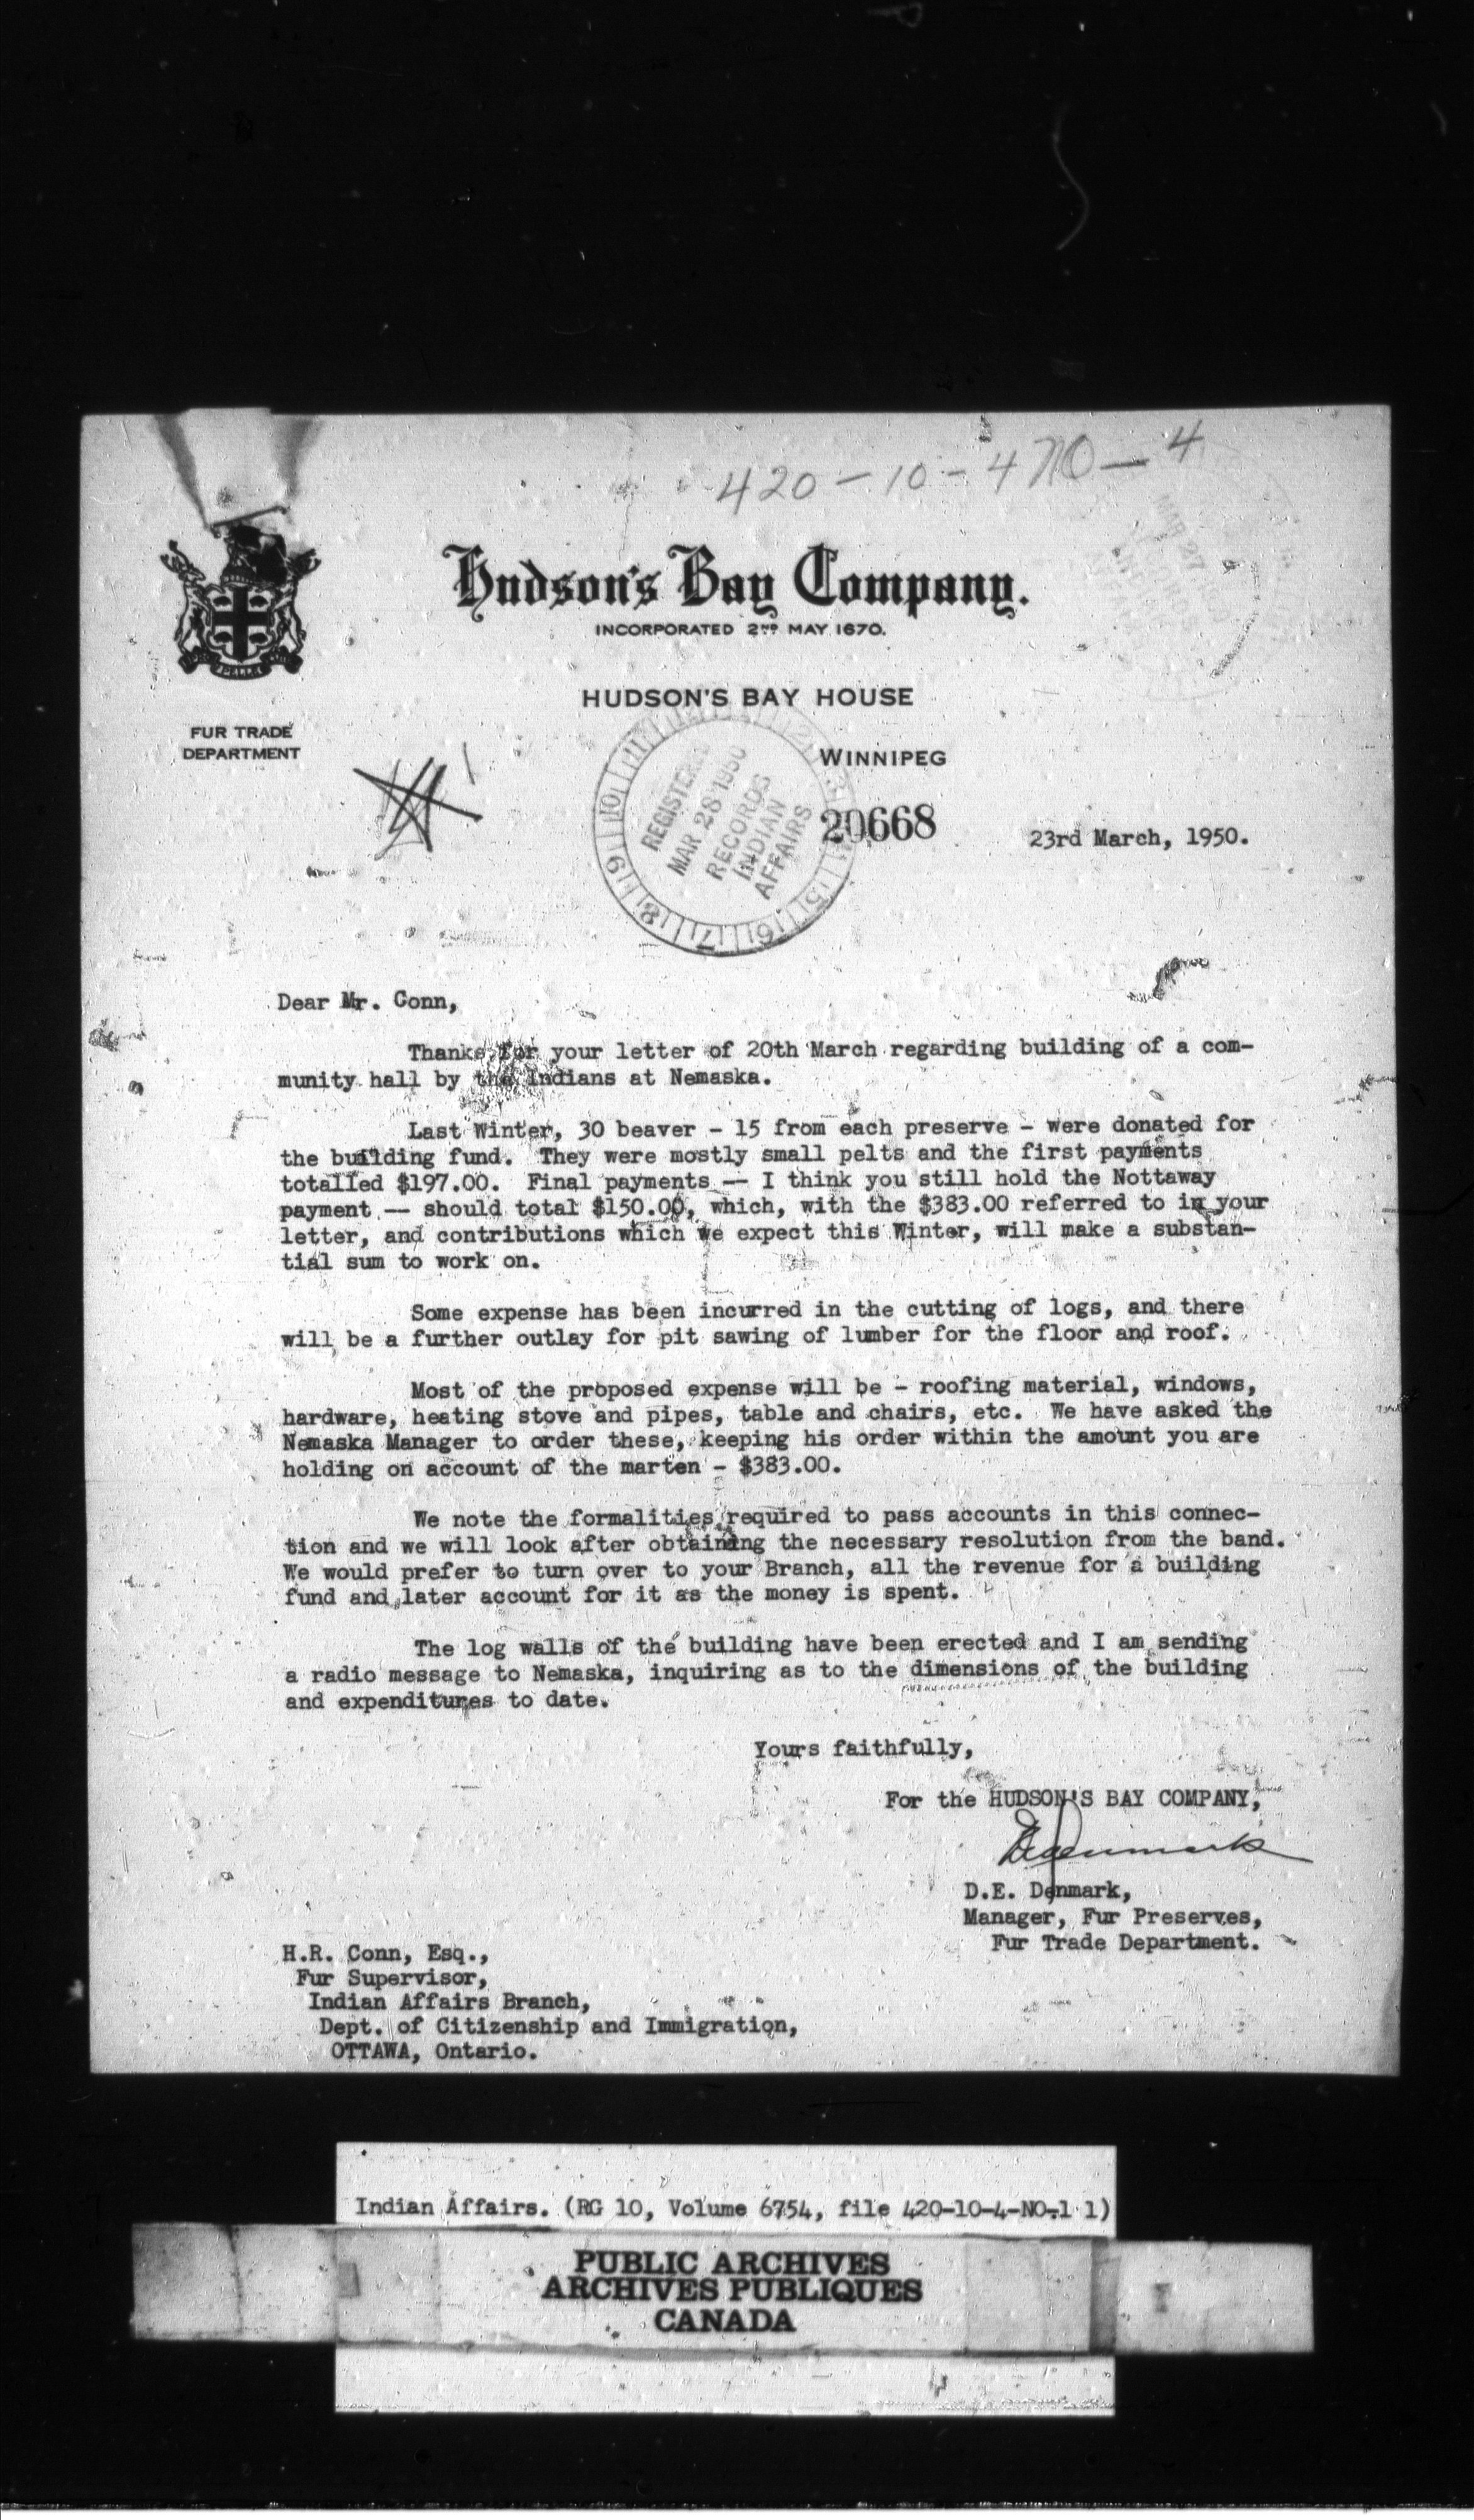 420-10-4
Hudson's Bay Company.
INCORPORATED 2ND MAY 1670.
PELLE
HUDSON'S BAY HOUSE
FUR TRADE
DEPARTMENT
WINNIPEG
REGISTERED
MAR 28 1950
RECORDS
INDIAN
AFFAIRS
20668
23rd March, 1950.
Dear Mr. Conn,
Thanks for your letter of 20th March regarding building of a com-
munity hall by the Indians at Nemaska.
Last Winter, 30 beaver - 15 from each preserve - were donated for
the building fund. They were mostly small pelts and the first payments
totalled $197.00. Final payments -- I think you still hold the Nottaway
payment -- should total $150.00, which, with the $383.00 referred to in your
letter, and contributions which we expect this Winter, will make a substan-
tial sum to work on.
Some expense has been incurred in the cutting of logs, and there
will be a further outlay for pit sawing of lumber for the floor and roof.
Most of the proposed expense will be - roofing material, windows,
hardware, heating stove and pipes, table and chairs, etc. We have asked the
Nemaska Manager to order these, keeping his order within the amount you are
holding on account of the marten - $383.00.
We note the formalities required to pass accounts in this connec-
tion and we will look after obtaining the necessary resolution from the band.
We would prefer to turn over to your Branch, all the revenue for a building
fund and later account for it as the money is spent.
The log walls of the building have been erected and I am sending
a radio message to Nemaska, inquiring as to the dimensions of the building
and expenditures to date.
Yours faithfully,
For the HUDSON'S BAY COMPANY,
D.E. Denmark,
Manager, Fur Preserves,
Fur Trade Department.
H.R. Conn, Esq.,
Fur Supervisor,
Indian Affairs Branch,
Dept. of Citizenship and Immigration,
OTTAWA, Ontario.
Indian Affairs. (RG 10, Volume 6754, file 420-10-4-NO-1 1)
PUBLIC ARCHIVES
ARCHIVES PUBLIQUES
CANADA